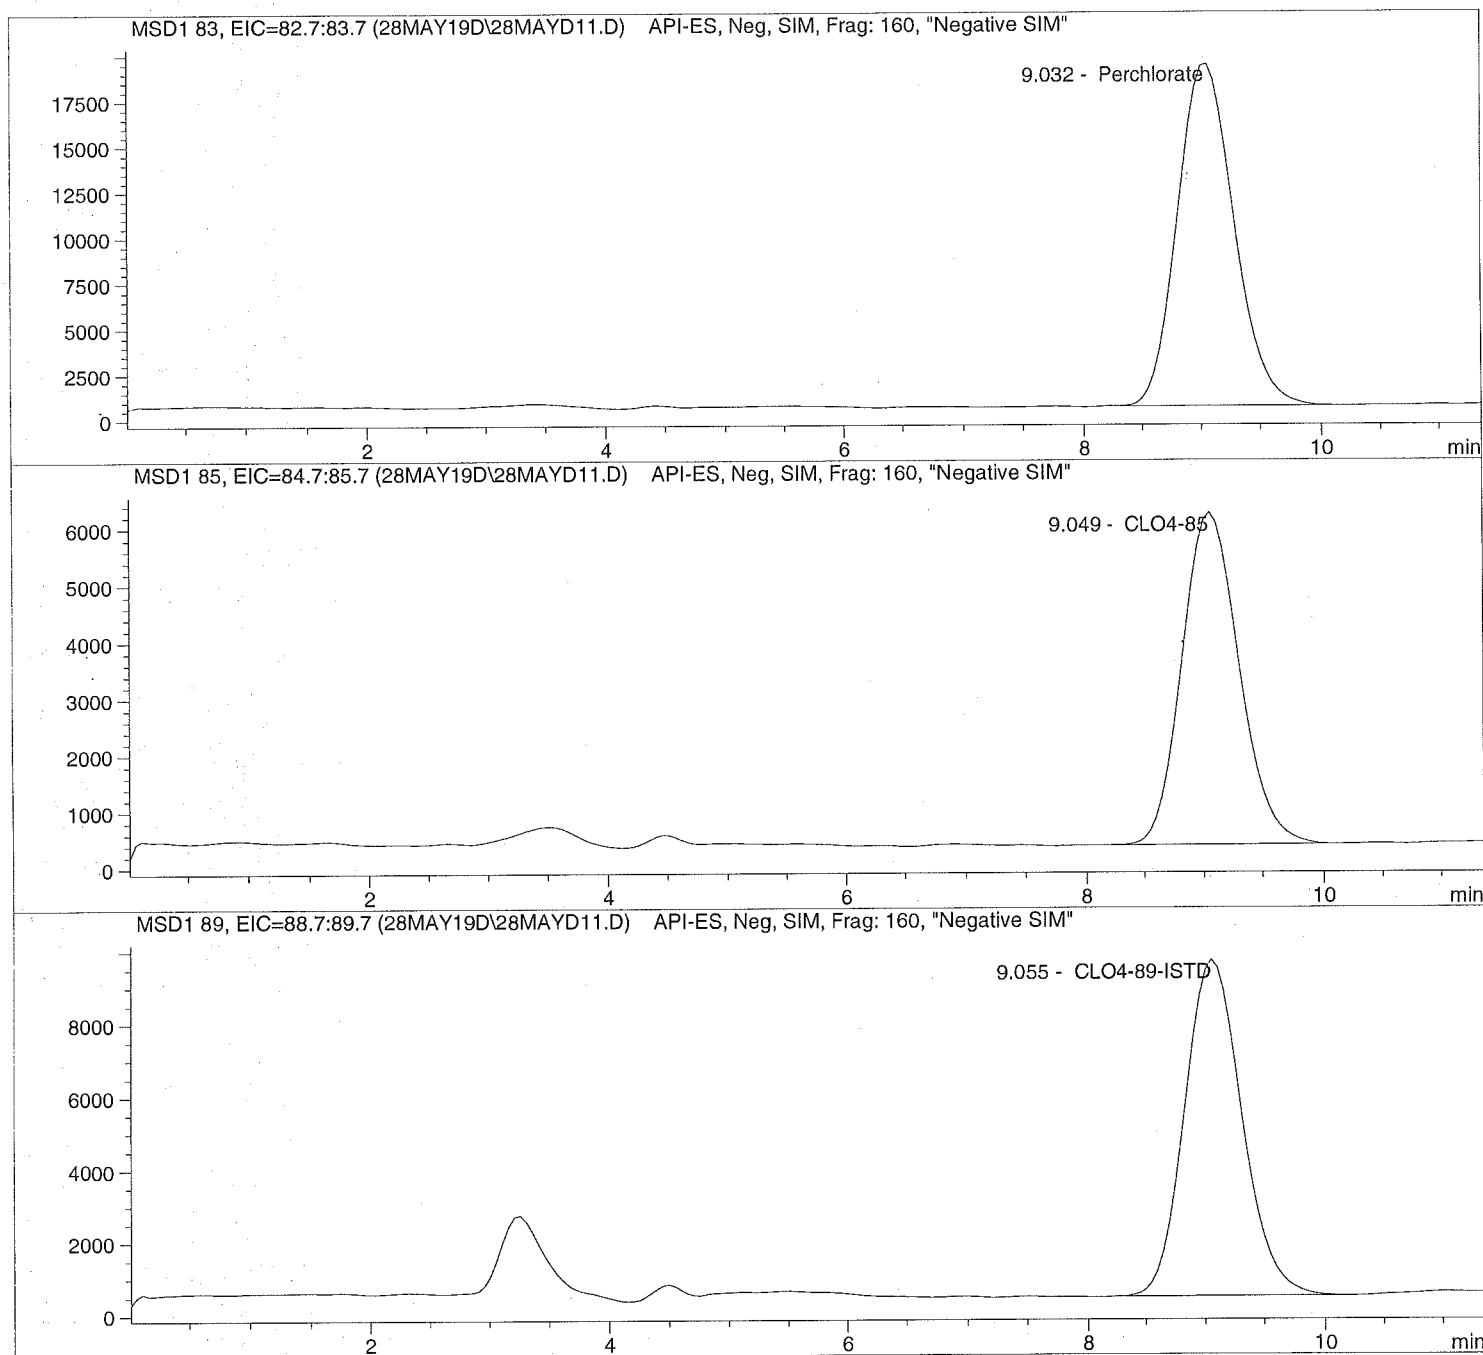 MSD1 83, EIC=82.7:83.7 (28MAY19D\28MAYD11.D) API-ES, Neg, SIM, Frag: 160, "Negative SIM"
9.032 - Perchlorate
17500
15000
12500
10000
7500
5000
2500
0
2 4 6 8 10 min
MSD1 85, EIC=84.7:85.7 (28MAY19D\28MAYD11.D) API-ES, Neg, SIM, Frag: 160, "Negative SIM"
9.049 - CLO4-85
6000
5000
4000
3000
2000
1000
0
2 4 6 8 10 min
MSD1 89, EIC=88.7:89.7 (28MAY19D\28MAYD11.D) API-ES, Neg, SIM, Frag: 160, "Negative SIM"
9.055 - CLO4-89-ISTD
8000
6000
4000
2000
0
2 4 6 8 10 min